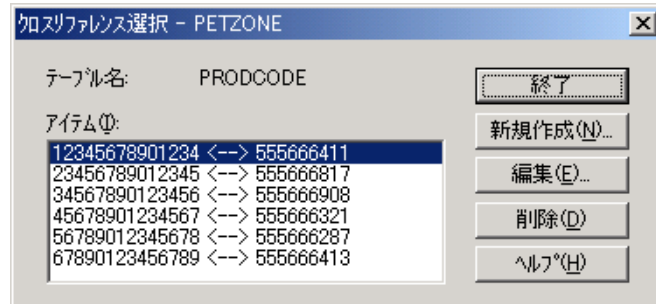 クロスリファレンス選択 - PETZONE
テーブル名: PRODCODE
終了
アイテム(I):
新規作成(N)...
12345678901234 <--> 555666411
23456789012345 <--> 555666817
編集(E)...
34567890123456 <--> 555666908
45678901234567 <--> 555666321
削除(D)
56789012345678 <--> 555666287
67890123456789 <--> 555666413
ヘルプ(H)